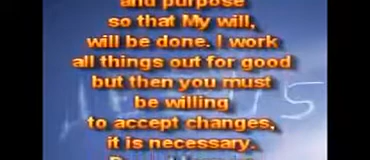 and purpose
so that My will,
will be done. I work
all things out for good
but then you must
be willing
to accept changes,
it is necessary.